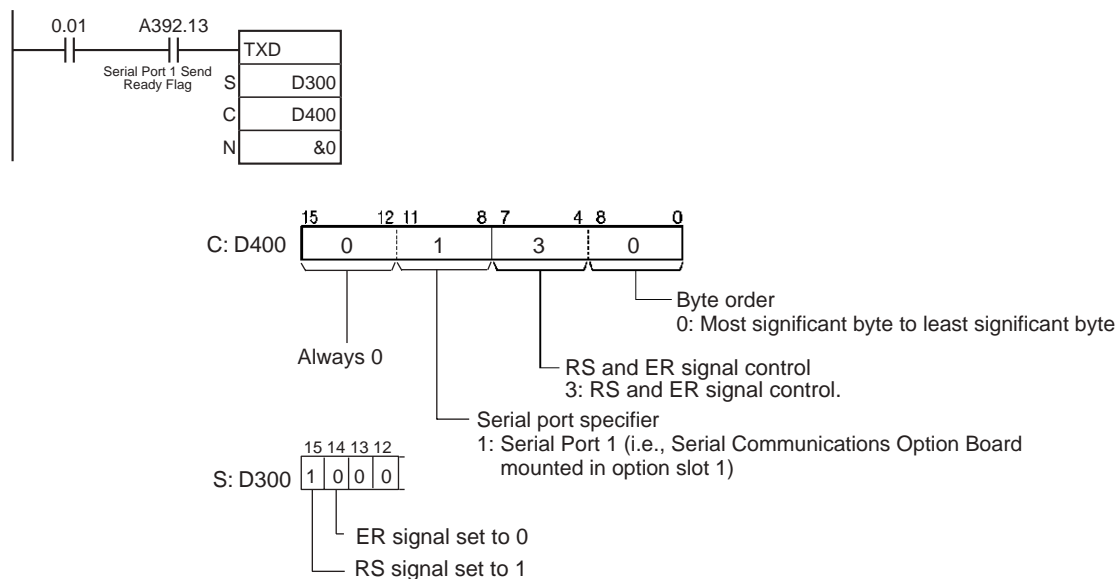 0.01 A392.13
TXD
Serial Port 1 Send
Ready Flag
S D300
C D400
N &0
15 12 11 8 7 4 8 0
C: D400 0 1 3 0
Byte order
0: Most significant byte to least significant byte
Always 0
RS and ER signal control
3: RS and ER signal control.
Serial port specifier
1: Serial Port 1 (i.e., Serial Communications Option Board
mounted in option slot 1)
15 14 13 12
S: D300 1 0 0 0
ER signal set to 0
RS signal set to 1